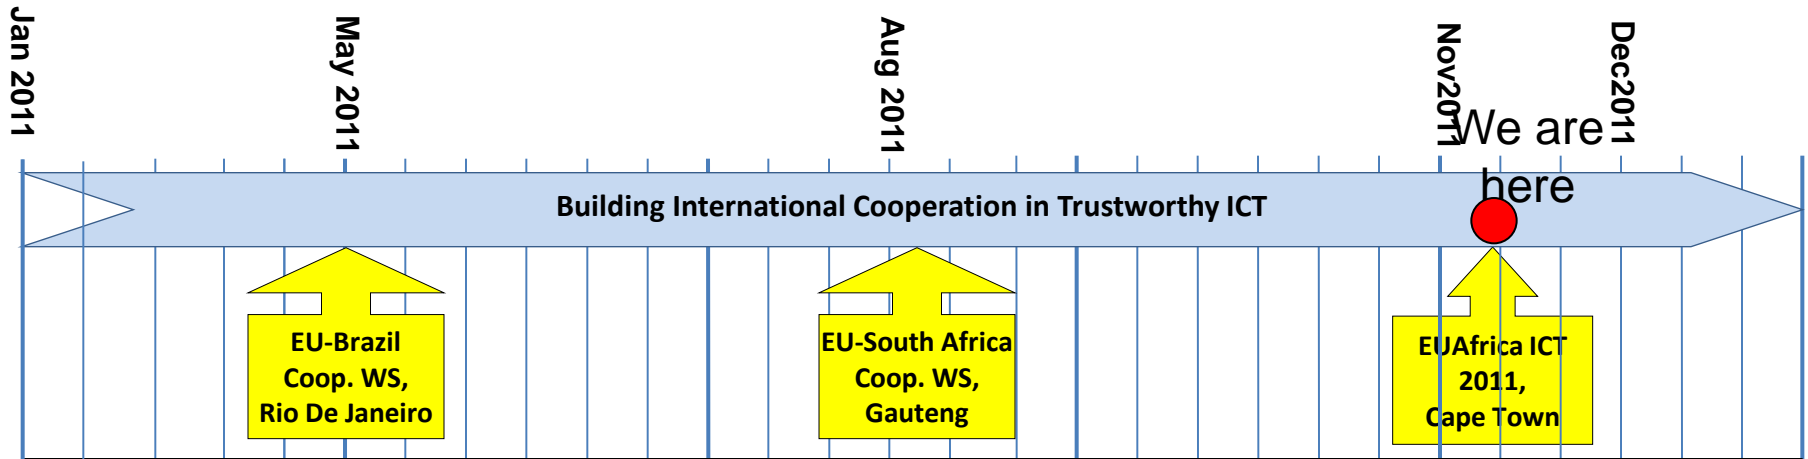 Jan 2011
May 2011
Aug 2011
Nov2011
Dec2011
We are
here
Building International Cooperation in Trustworthy ICT
EU-Brazil
Coop. WS,
Rio De Janeiro
EU-South Africa
Coop. WS,
Gauteng
EUAfrica ICT
2011,
Cape Town